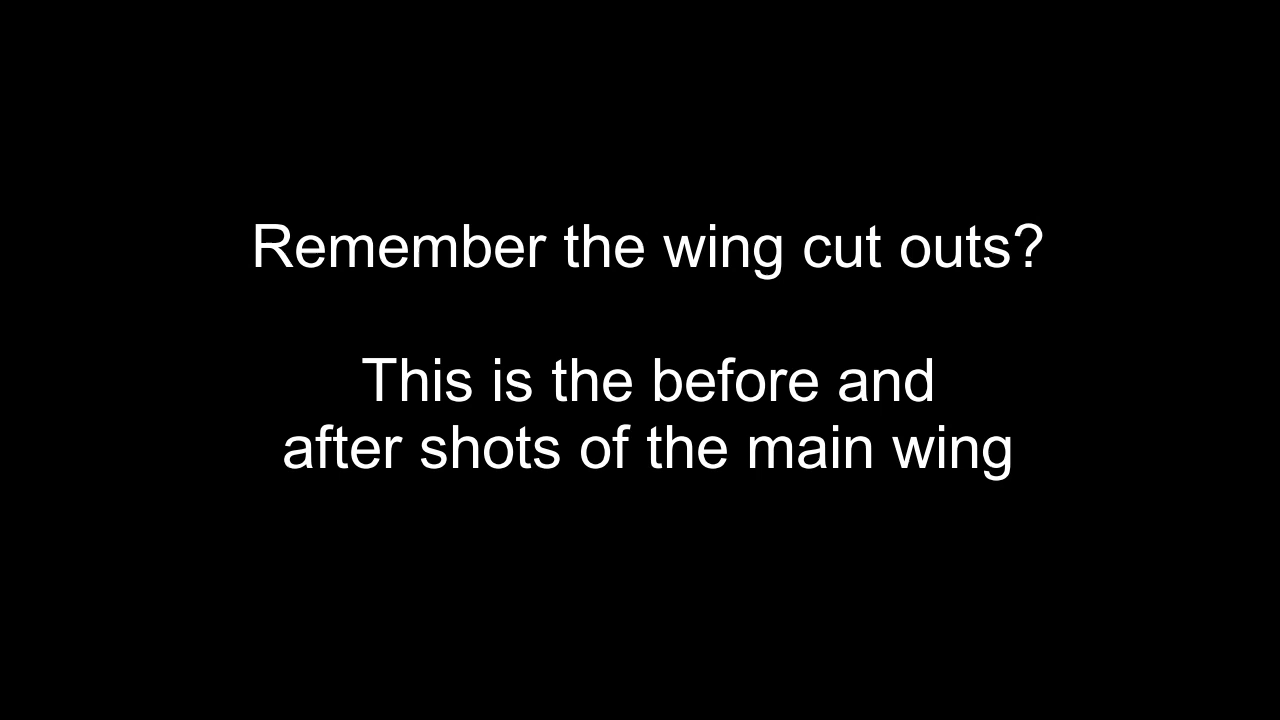 Remember the wing cut outs?
This is the before and
after shots of the main wing